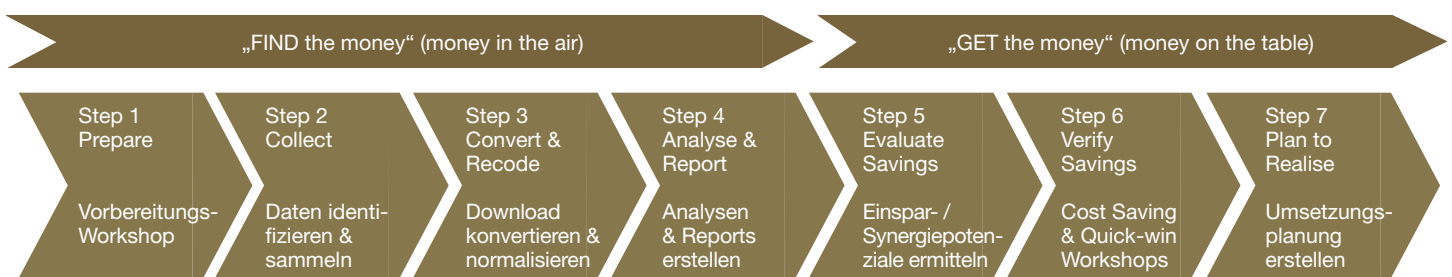 „FIND the money“ (money in the air)
„GET the money“ (money on the table)
Step 1
Prepare
Vorbereitungs-
Workshop
Step 2
Collect
Daten identi-
fizieren &
sammeln
Step 3
Convert &
Recode
Download
konvertieren &
normalisieren
Step 4
Analyse &
Report
Analysen
& Reports
erstellen
Step 5
Evaluate
Savings
Einspar- /
Synergiepoten-
ziale ermitteln
Step 6
Verify
Savings
Cost Saving
& Quick-win
Workshops
Step 7
Plan to
Realise
Umsetzungs-
planung
erstellen